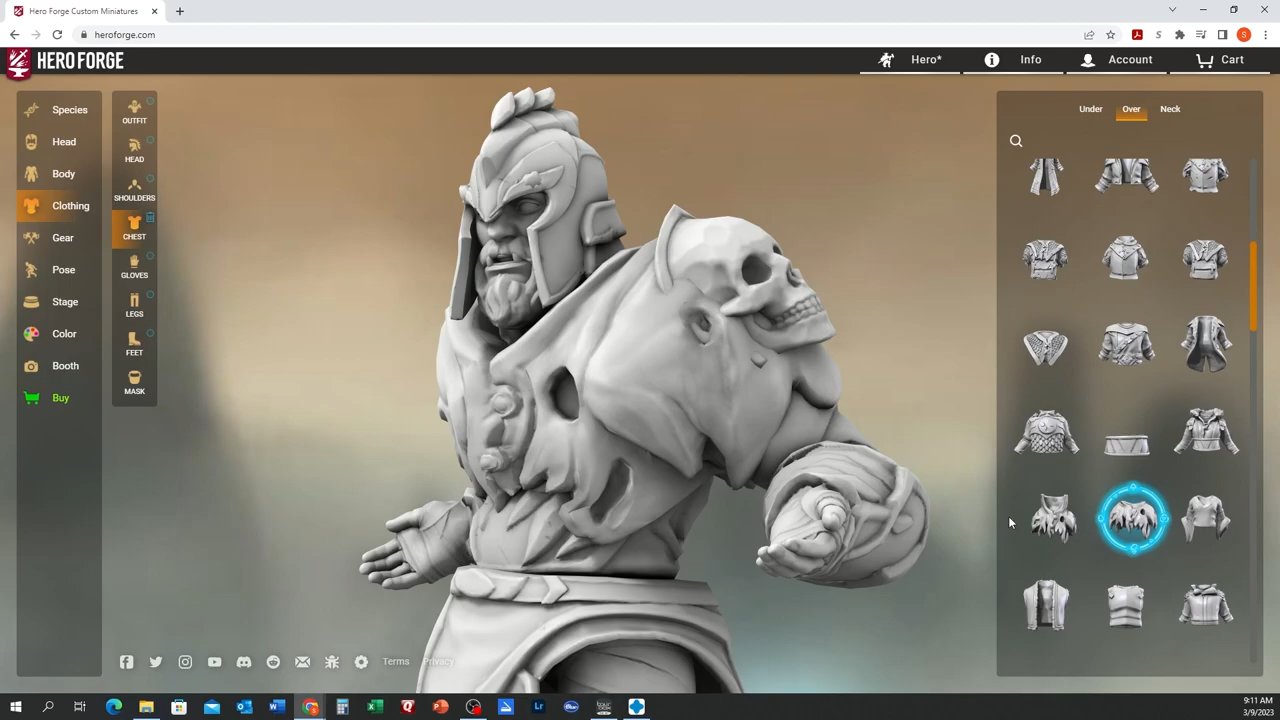 Hero Forge Custom Miniatures
heroforge.com
S
S
HERO FORGE
Hero*
Info
Account
Cart
Species
Head
Body
Clothing
Gear
Pose
Stage
Color
Booth
Buy
OUTFIT
HEAD
SHOULDERS
CHEST
GLOVES
LEGS
FEET
MASK
Under Over Neck
Terms Privacy
9:11 AM
3/9/2023